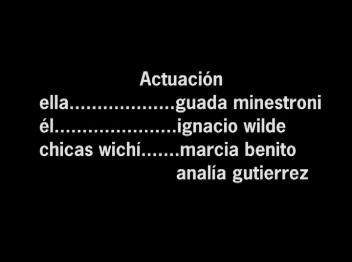 Actuación
ella...................guada minestroni
él......................ignacio wilde
chicas wichí.......marcia benito
analía gutierrez